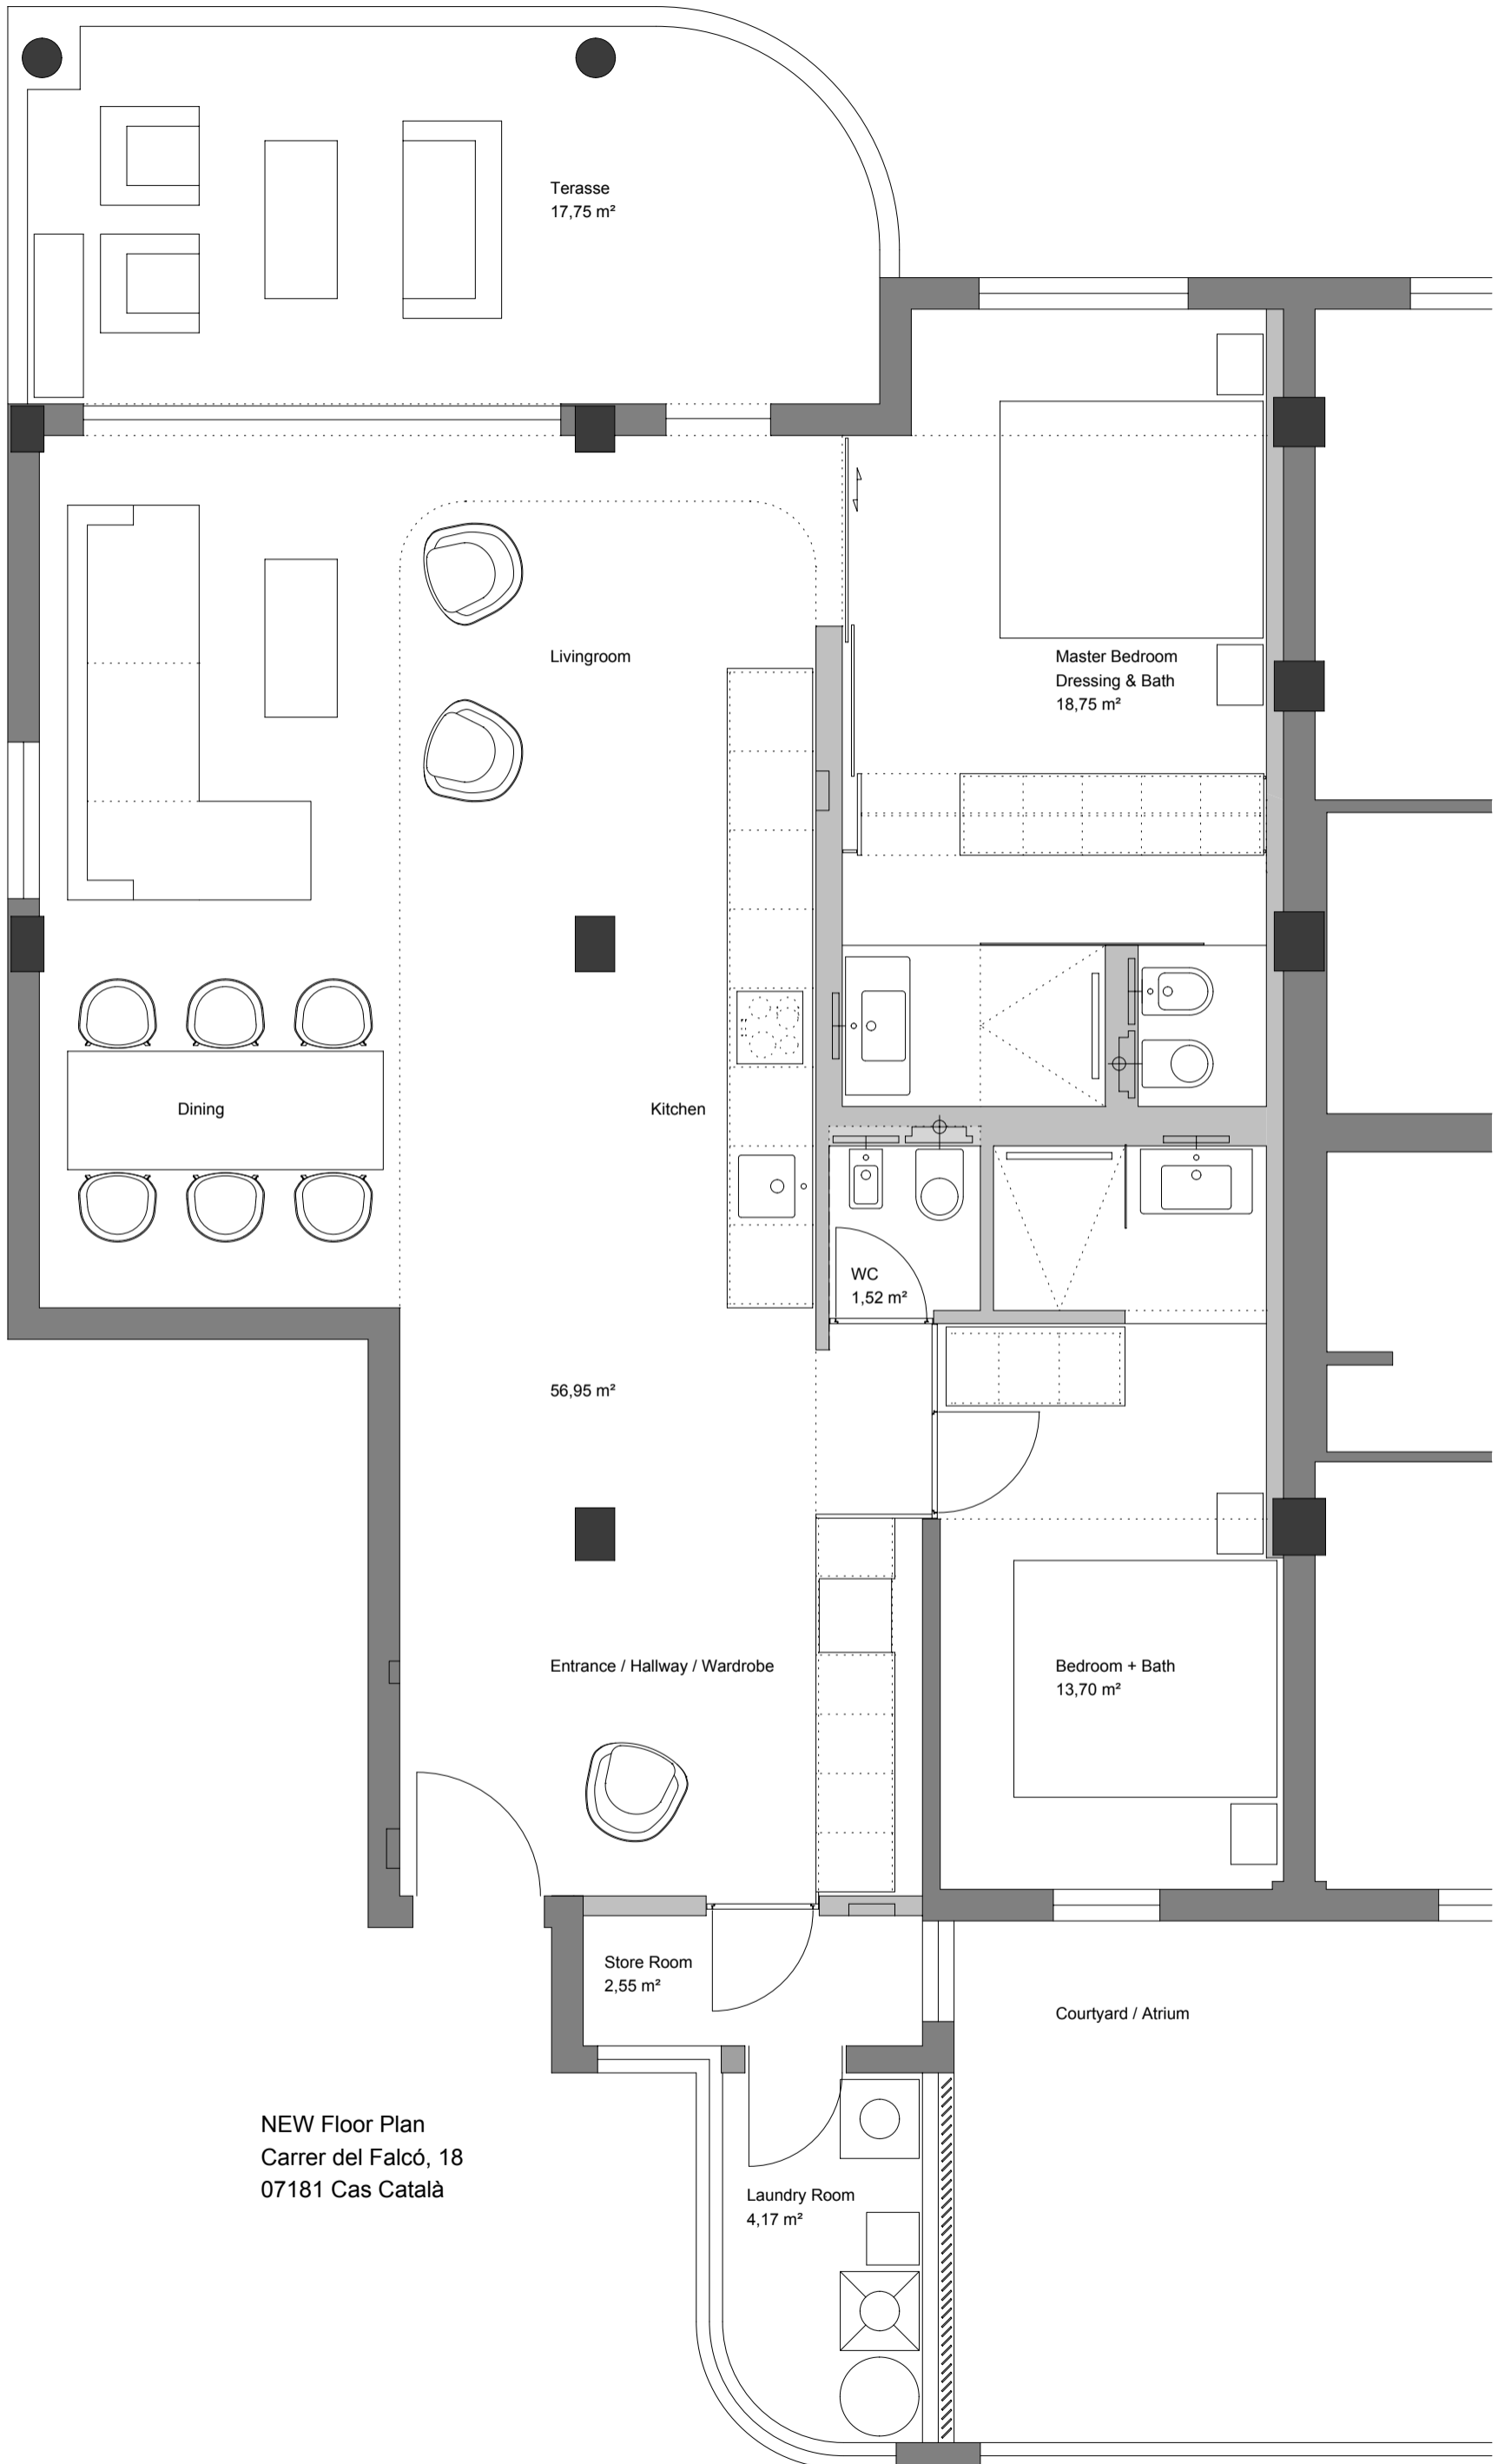 Terasse
17,75 m²
Livingroom
Master Bedroom
Dressing & Bath
18,75 m²
Dining
Kitchen
WC
1,52 m²
56,95 m²
Entrance / Hallway / Wardrobe
Bedroom + Bath
13,70 m²
Store Room
2,55 m²
Courtyard / Atrium
NEW Floor Plan
Carrer del Falcó, 18
07181 Cas Català
Laundry Room
4,17 m²